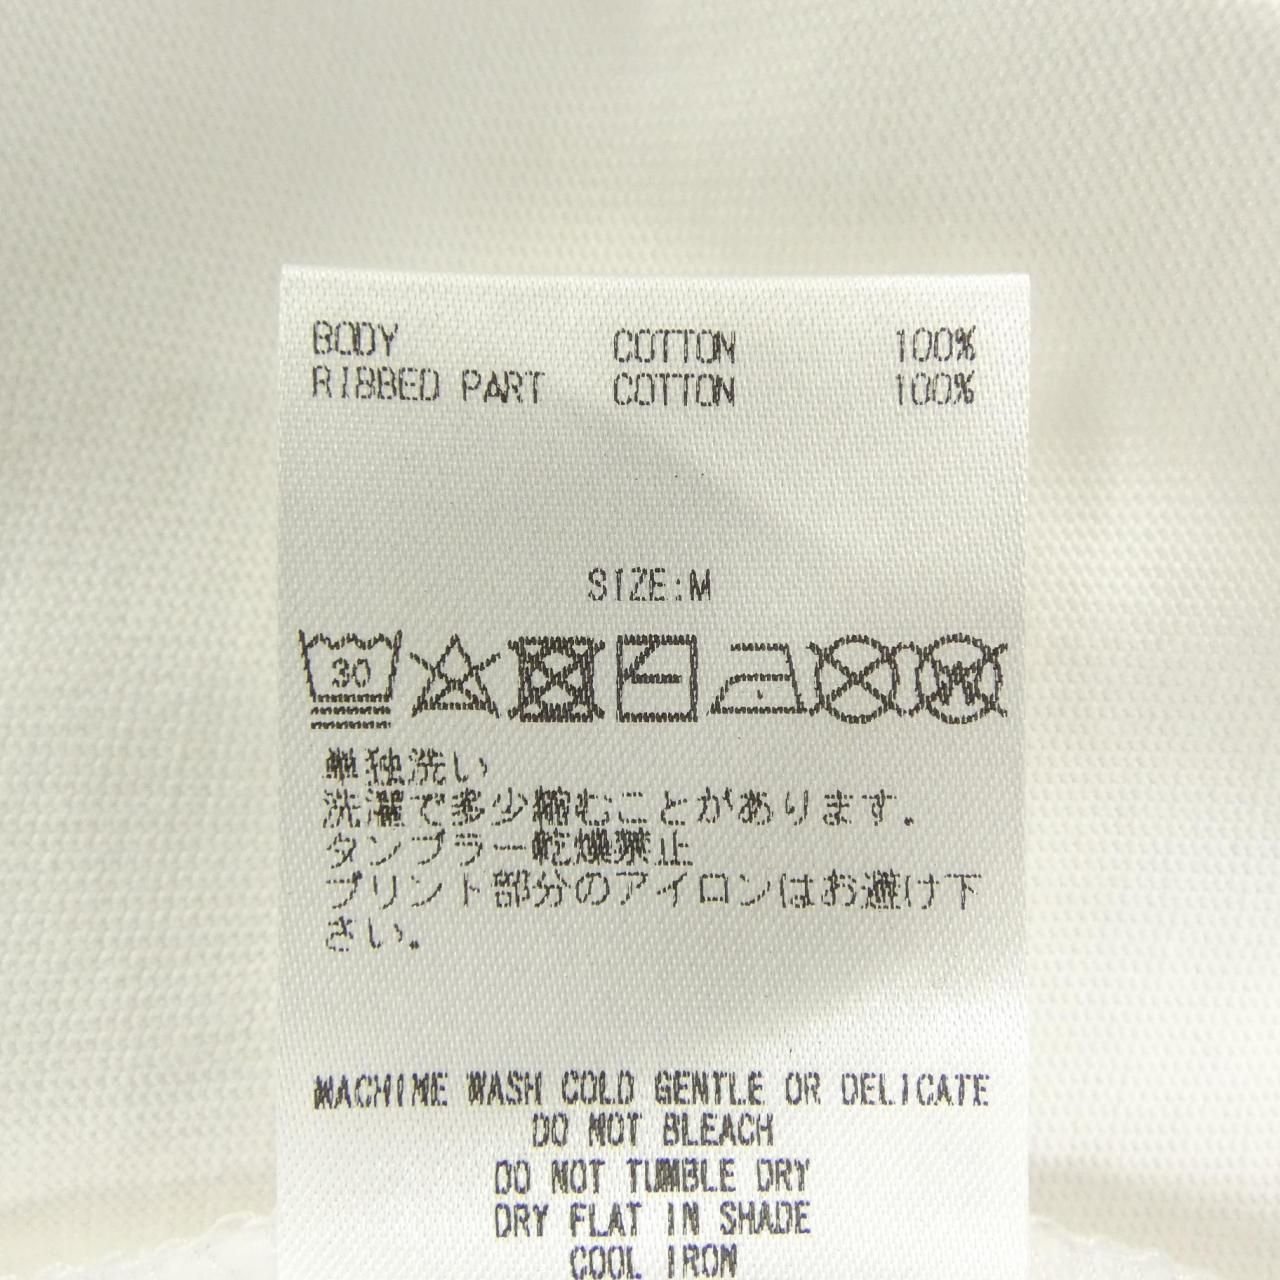 BODY COTTON 100%
RIBBED PART COTTON 100%
SIZE:M
30
W
単独洗い
洗濯で多少縮むことがあります。
タンブラー乾燥禁止
プリント部分のアイロンはお避け下
さい。
MACHINE WASH COLD GENTLE OR DELICATE
DO NOT BLEACH
DO NOT TUMBLE DRY
DRY FLAT IN SHADE
COOL IRON